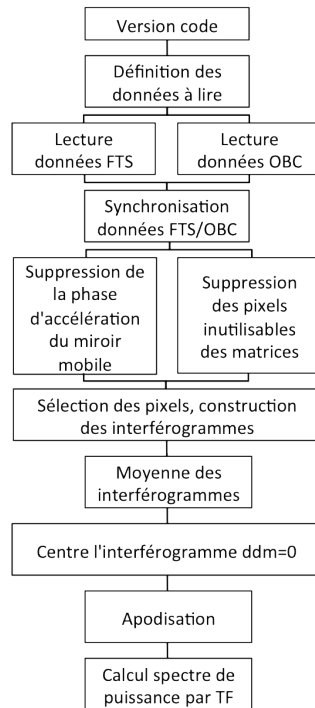 Version code
Définition des
données à lire
Lecture
données FTS
Lecture
données OBC
Synchronisation
données FTS/OBC
Suppression de
la phase
d'accélération
du miroir
mobile
Suppression
des pixels
inutilisables
des matrices
Sélection des pixels, construction
des interférogrammes
Moyenne des
interférogrammes
Centre l'interférogramme ddm=0
Apodisation
Calcul spectre de
puissance par TF